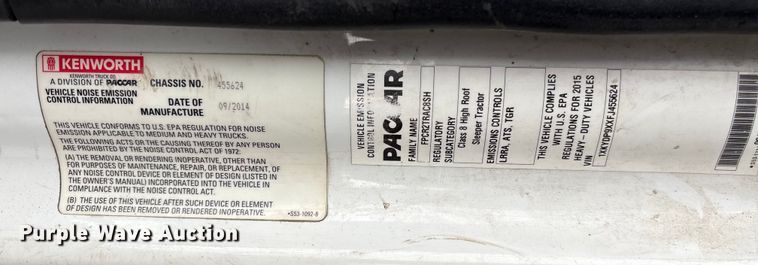 KENWORTH
KENWORTH TRUCK CO.
A DIVISION OF PACCAR
CHASSIS NO. 455624
VEHICLE NOISE EMISSION
CONTROL INFORMATION
DATE OF
MANUFACTURE 09/2014
THIS VEHICLE CONFORMS TO U.S. EPA REGULATION FOR NOISE
EMISSION APPLICABLE TO MEDIUM AND HEAVY TRUCKS.
THE FOLLOWING ACTS OR THE CAUSING THEREOF BY ANY PERSON
ARE PROHIBITED BY THE NOISE CONTROL ACT OF 1972.
(A) THE REMOVAL OR RENDERING INOPERATIVE, OTHER THAN
FOR PURPOSES OF MAINTENANCE, REPAIR, OR REPLACEMENT, OF
ANY NOISE CONTROL DEVICE OR ELEMENT OF DESIGN (LISTED IN
THE OWNER'S MANUAL) INCORPORATED INTO THE VEHICLE IN
COMPLIANCE WITH THE NOISE CONTROL ACT.
(B) THE USE OF THIS VEHICLE AFTER SUCH DEVICE OR ELEMENT
OF DESIGN HAS BEEN REMOVED OR RENDERED INOPERATIVE.
S53-1092-8
VEHICLE EMISSION
CONTROL INFORMATION
PACCAR
FAMILY NAME
FPCR2TRAC8SH
REGULATORY
SUBCATEGORY
Class 8 High Roof
Sleeper Tractor
EMISSIONS CONTROLS
LRRA, ATS, TGR
THIS VEHICLE COMPLIES
WITH U.S. EPA
REGULATIONS FOR 2015
HEAVY-DUTY VEHICLES
VIN
1XKYDP9XXFJ455624
Purple Wave Auction